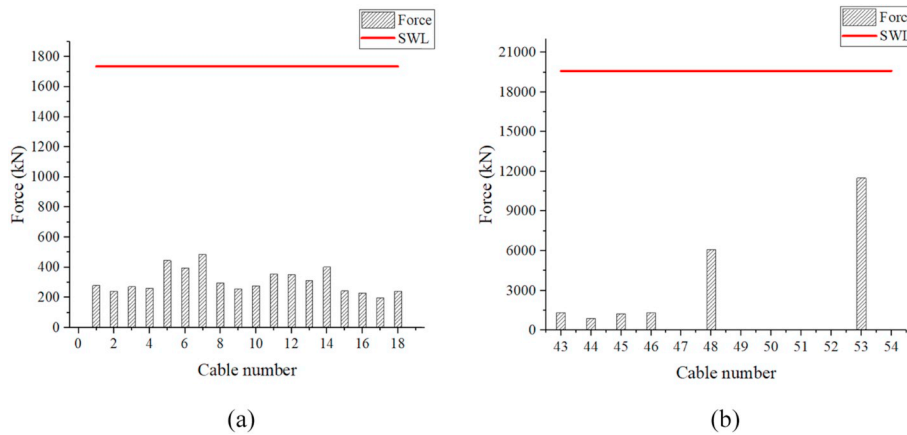 Force
SWL
1800
1600
1400
1200
1000
800
600
400
200
0
Force (kN)
0 2 4 6 8 10 12 14 16 18
Cable number
(a)
Force
SWL
21000
18000
15000
12000
9000
6000
3000
0
Force (kN)
43 44 45 46 47 48 49 50 51 52 53 54
Cable number
(b)